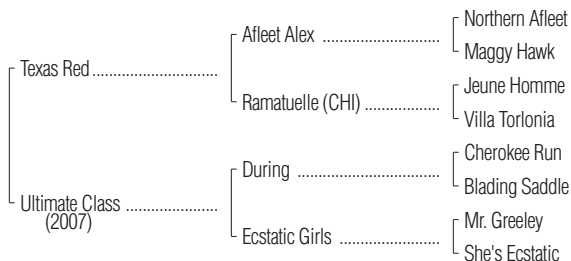 Northern Afleet
Afleet Alex ..............................
Maggy Hawk
Texas Red ................................
Jeune Homme
Ramatuelle (CHI) ...................
Villa Torlonia
Cherokee Run
During ....................................
Blading Saddle
Ultimate Class ........................
(2007)
Mr. Greeley
Ecstatic Girls .........................
She's Ecstatic